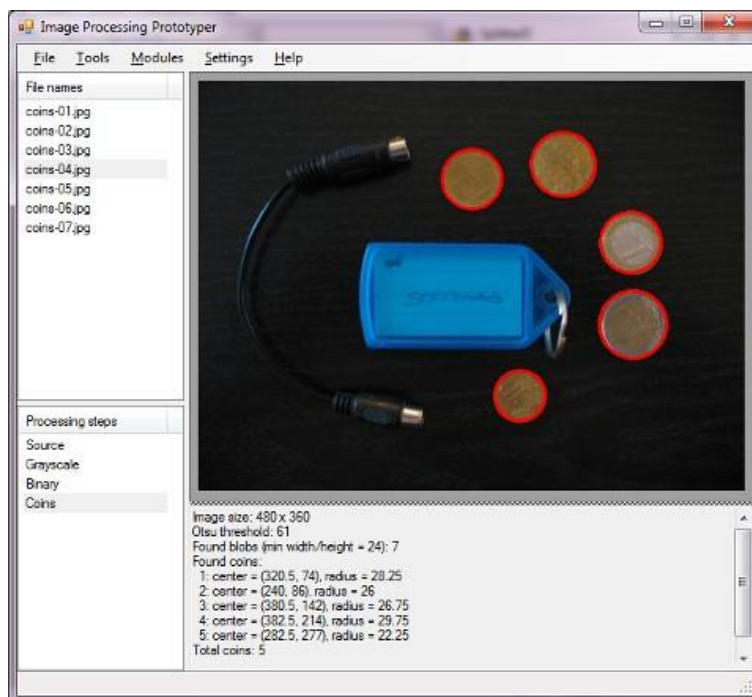 Image Processing Prototyper
File Tools Modules Settings Help
File names
coins-01.jpg
coins-02.jpg
coins-03.jpg
coins-04.jpg
coins-05.jpg
coins-06.jpg
coins-07.jpg
Processing steps
Source
Grayscale
Binary
Coins
Image size: 480 x 360
Otsu threshold: 61
Found blobs (min width/height = 24): 7
Found coins:
1: center = (320.5, 74), radius = 28.25
2: center = (240, 86), radius = 26
3: center = (380.5, 142), radius = 26.75
4: center = (382.5, 214), radius = 29.75
5: center = (282.5, 277), radius = 22.25
Total coins: 5